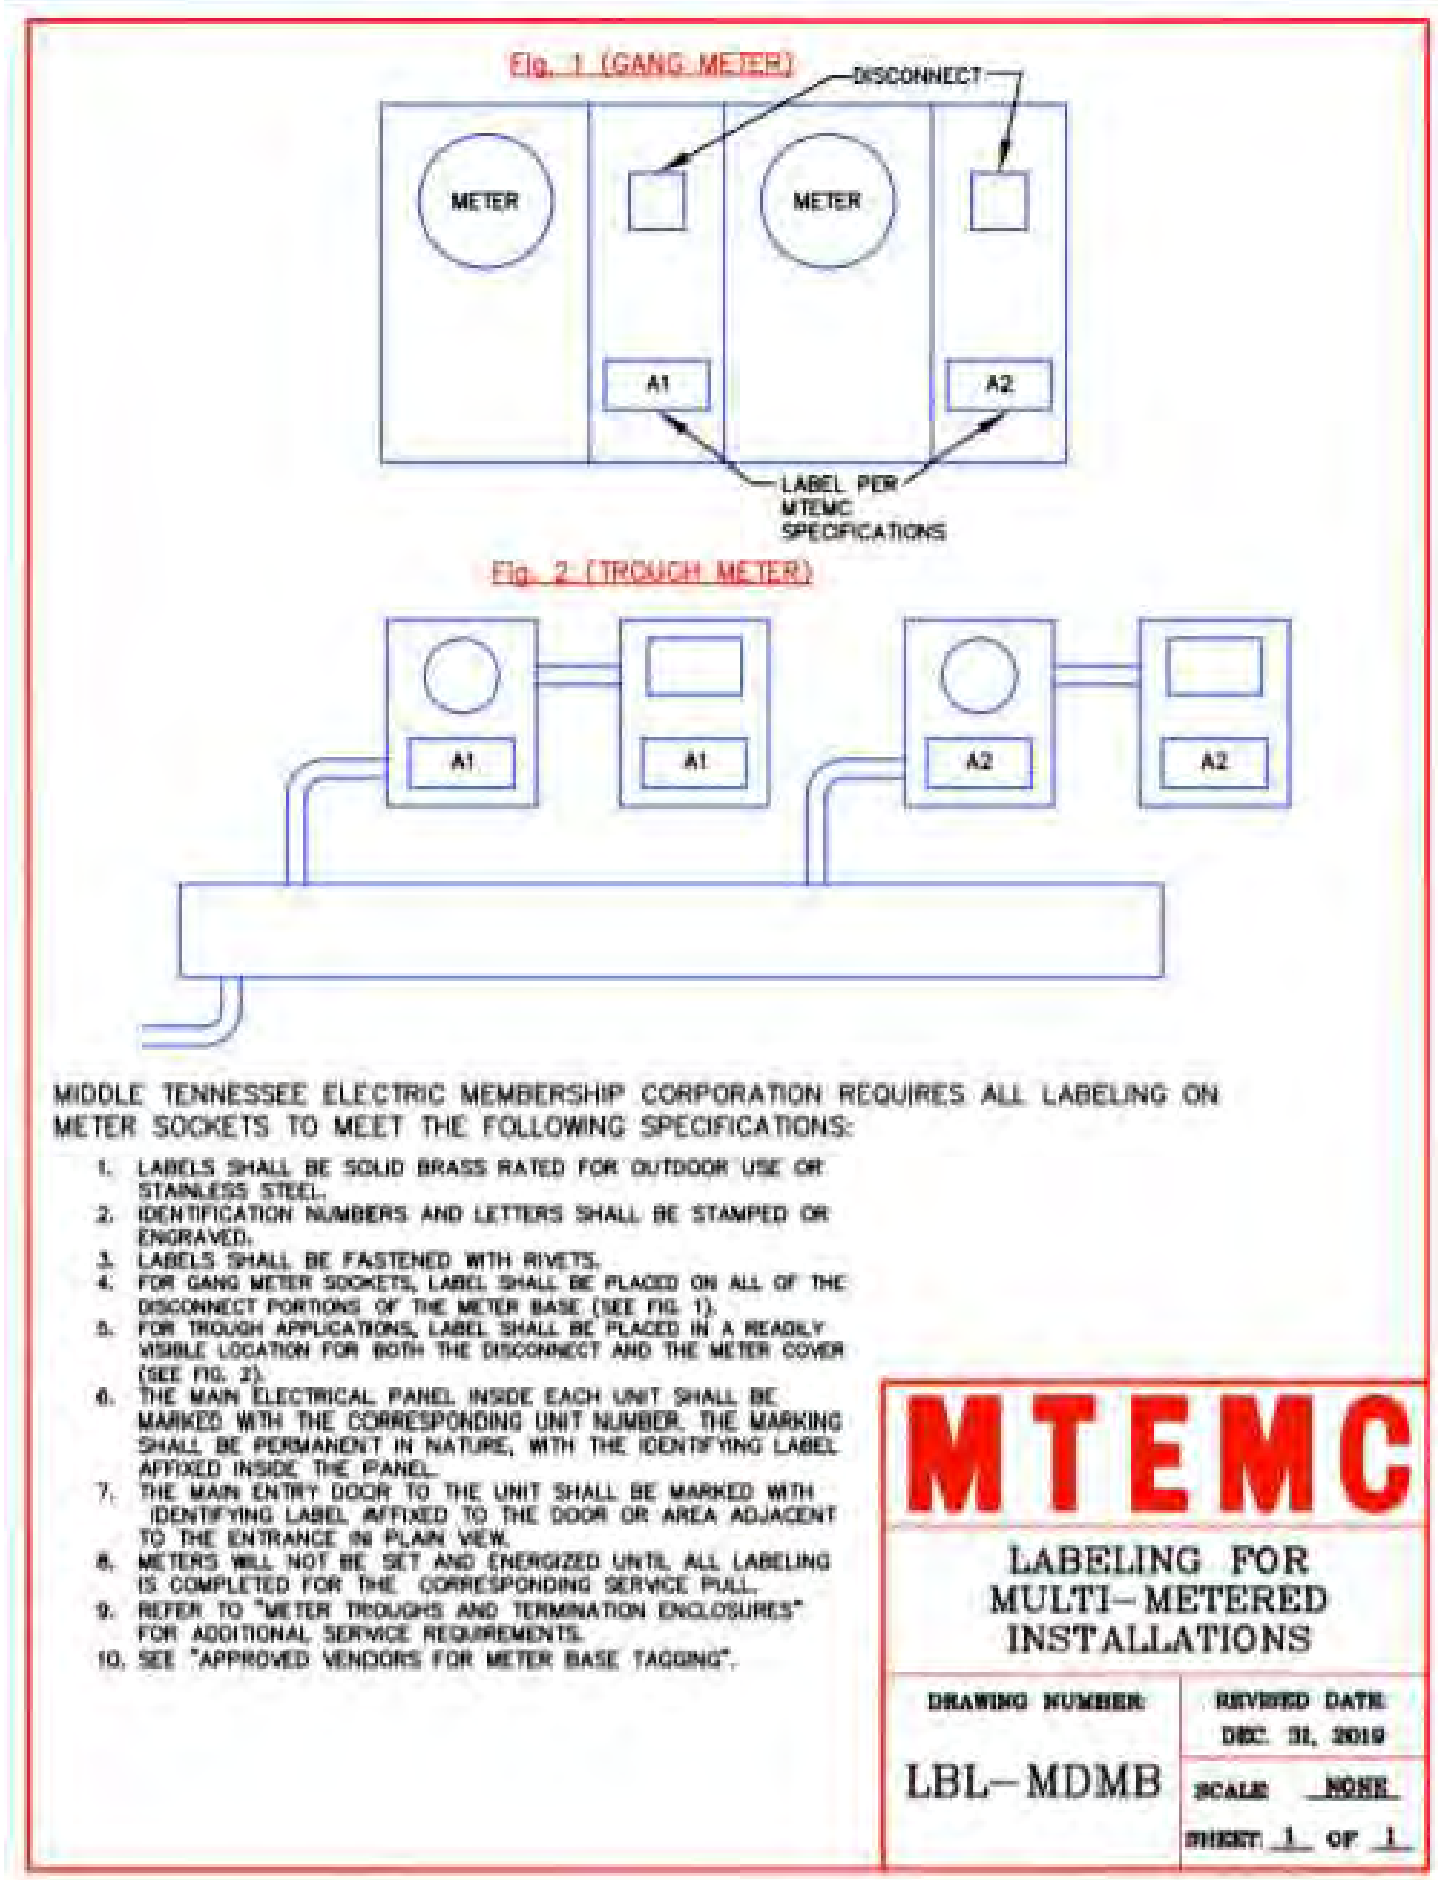 Fig. 1 (GANG METER)
DISCONNECT
METER
METER
A1
A2
LABEL PER
MTEMC
SPECIFICATIONS
Fig. 2 (TROUGH METER)
A1
A1
A2
A2
MIDDLE TENNESSEE ELECTRIC MEMBERSHIP CORPORATION REQUIRES ALL LABELING ON
METER SOCKETS TO MEET THE FOLLOWING SPECIFICATIONS:
1. LABELS SHALL BE SOLID BRASS RATED FOR OUTDOOR USE OR
STAINLESS STEEL.
2. IDENTIFICATION NUMBERS AND LETTERS SHALL BE STAMPED OR
ENGRAVED.
3. LABELS SHALL BE FASTENED WITH RIVETS.
4. FOR GANG METER SOCKETS, LABEL SHALL BE PLACED ON ALL OF THE
DISCONNECT PORTIONS OF THE METER BASE (SEE FIG. 1).
5. FOR TROUGH APPLICATIONS, LABEL SHALL BE PLACED IN A READILY
VISIBLE LOCATION FOR BOTH THE DISCONNECT AND THE METER COVER
(SEE FIG. 2).
6. THE MAIN ELECTRICAL PANEL INSIDE EACH UNIT SHALL BE
MARKED WITH THE CORRESPONDING UNIT NUMBER. THE MARKING
SHALL BE PERMANENT IN NATURE, WITH THE IDENTIFYING LABEL
AFFIXED INSIDE THE PANEL.
7. THE MAIN ENTRY DOOR TO THE UNIT SHALL BE MARKED WITH
IDENTIFYING LABEL AFFIXED TO THE DOOR OR AREA ADJACENT
TO THE ENTRANCE IN PLAIN VIEW.
8. METERS WILL NOT BE SET AND ENERGIZED UNTIL ALL LABELING
IS COMPLETED FOR THE CORRESPONDING SERVICE PULL.
9. REFER TO "METER TROUGHS AND TERMINATION ENCLOSURES"
FOR ADDITIONAL SERVICE REQUIREMENTS.
10. SEE "APPROVED VENDORS FOR METER BASE TAGGING".
MTEMC
LABELING FOR
MULTI-METERED
INSTALLATIONS
DRAWING NUMBER:
LBL-MDMB
REVISED DATE:
DEC. 31, 2019
SCALE: NONE
SHEET: 1 OF 1